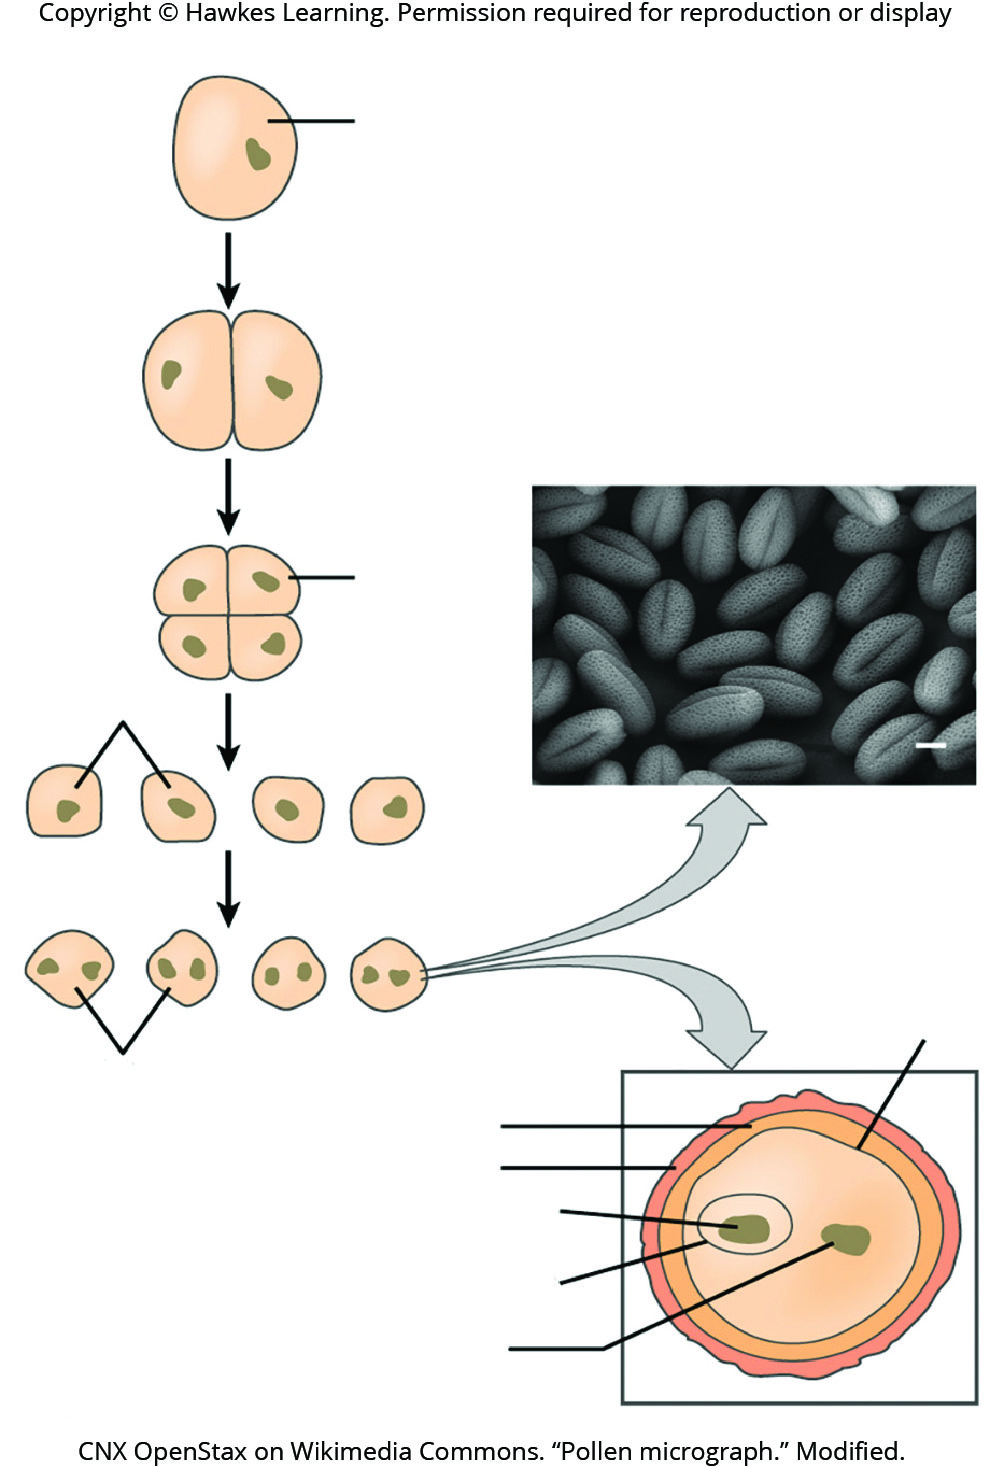 Copyright © Hawkes Learning. Permission required for reproduction or display
CNX OpenStax on Wikimedia Commons. “Pollen micrograph.” Modified.